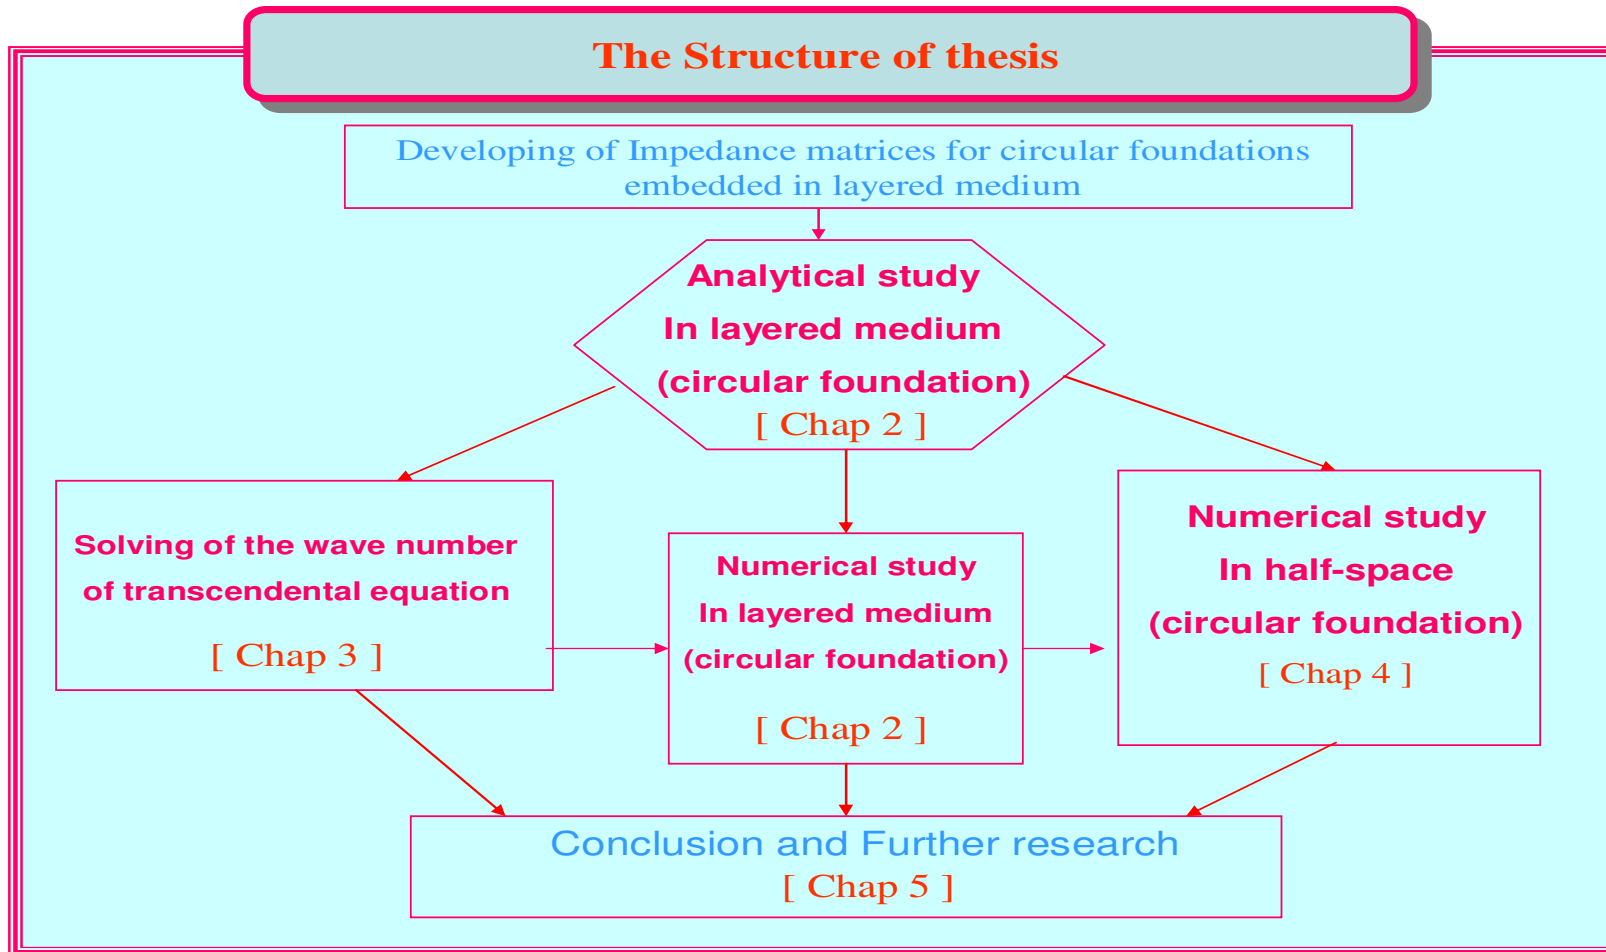 The Structure of thesis
Developing of Impedance matrices for circular foundations
embedded in layered medium
Analytical study
In layered medium
(circular foundation)
[ Chap 2 ]
Solving of the wave number
of transcendental equation
[ Chap 3 ]
Numerical study
In layered medium
(circular foundation)
[ Chap 2 ]
Numerical study
In half-space
(circular foundation)
[ Chap 4 ]
Conclusion and Further research
[ Chap 5 ]